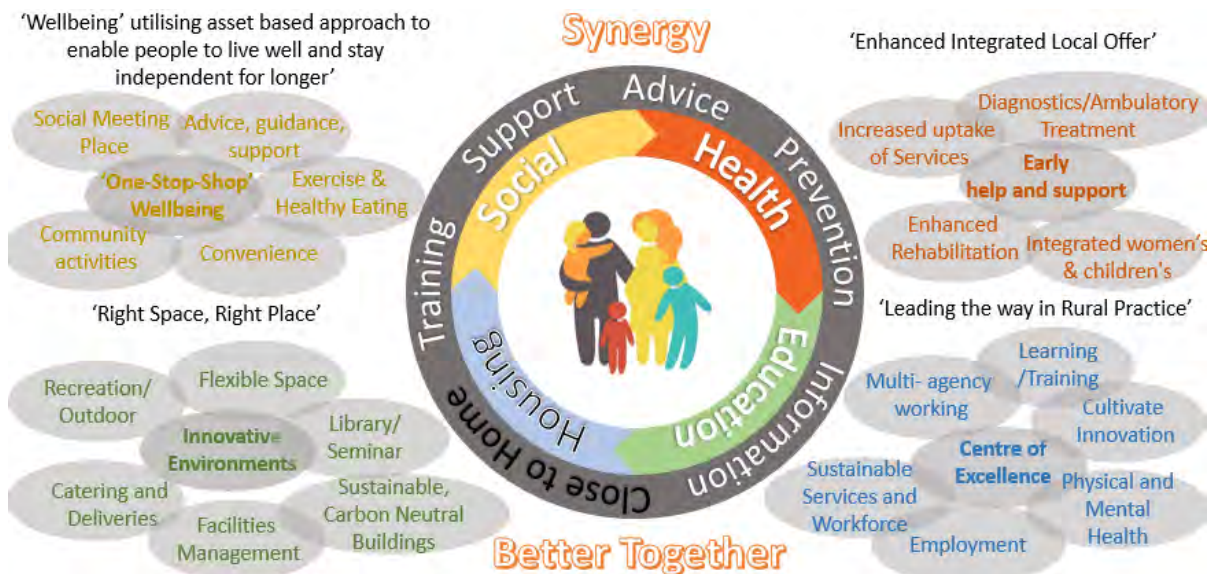 Synergy
‘Wellbeing’ utilising asset based approach to
enable people to live well and stay
independent for longer’
Social Meeting
Place
Advice, guidance,
support
‘One-Stop-Shop’
Wellbeing
Exercise &
Healthy Eating
Community
activities
Convenience
‘Enhanced Integrated Local Offer’
Diagnostics/Ambulatory
Treatment
Increased uptake
of Services
Early
help and support
Enhanced
Rehabilitation
Integrated women's
& children's
Training
Support
Advice
Prevention
Information
Close to Home
Social
Health
Education
Housing
‘Right Space, Right Place’
Recreation/
Outdoor
Flexible Space
Innovative
Environments
Library/
Seminar
Catering and
Deliveries
Facilities
Management
Sustainable,
Carbon Neutral
Buildings
‘Leading the way in Rural Practice’
Learning
/Training
Multi- agency
working
Cultivate
Innovation
Centre of
Excellence
Sustainable
Services and
Workforce
Physical and
Mental
Health
Employment
Better Together